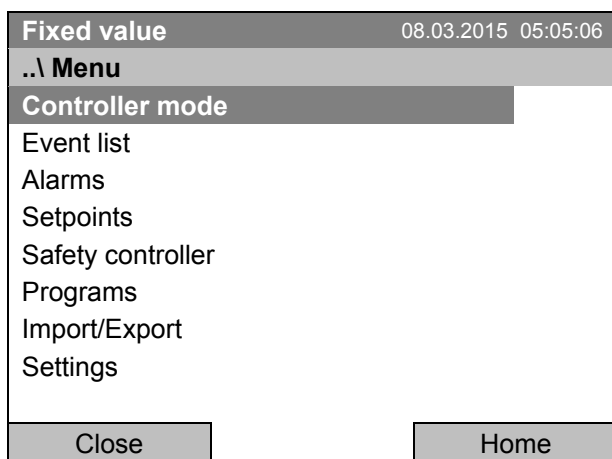 Fixed value 08.03.2015 05:05:06
..\ Menu
Controller mode
Event list
Alarms
Setpoints
Safety controller
Programs
Import/Export
Settings
Close Home